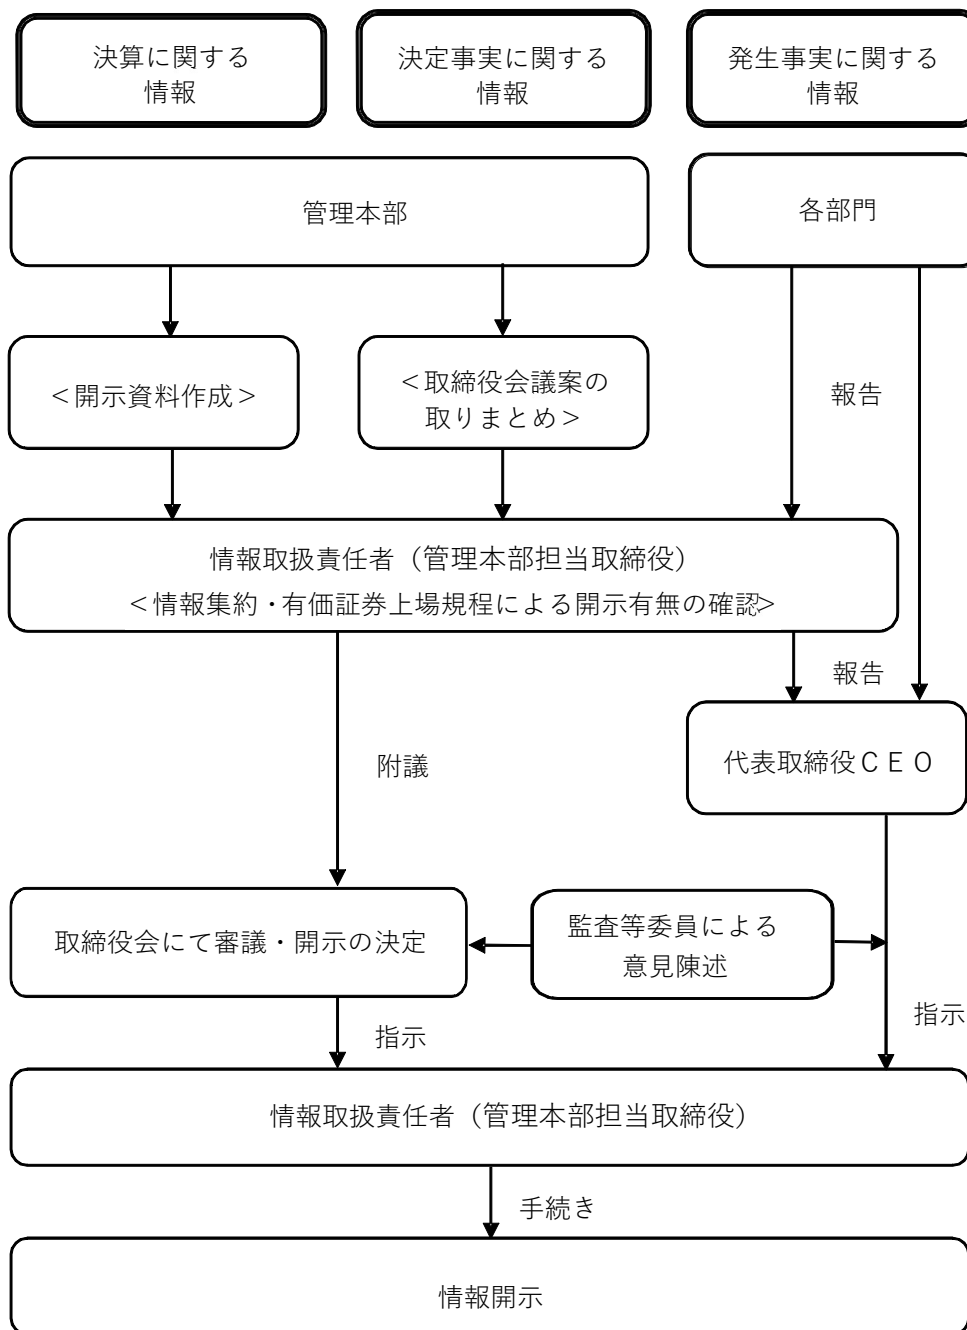 決算に関する
情報
決定事実に関する
情報
発生事実に関する
情報
管理本部
各部門
＜開示資料作成＞
＜取締役会議案の
取りまとめ＞
報告
情報取扱責任者（管理本部担当取締役）
＜情報集約・有価証券上場規程による開示有無の確認＞
報告
代表取締役ＣＥＯ
附議
取締役会にて審議・開示の決定
監査等委員による
意見陳述
指示
指示
情報取扱責任者（管理本部担当取締役）
手続き
情報開示